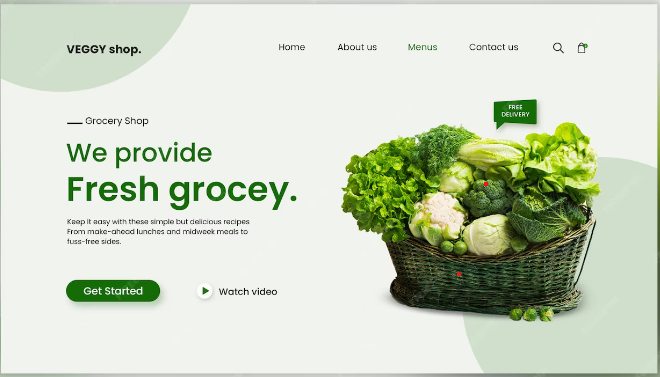 VEGGY shop.
Home About us Menus Contact us
Grocery Shop
We provide
Fresh grocey.
Keep it easy with these simple but delicious recipes
From make-ahead lunches and midweek meals to
fuss-free sides.
Get Started
Watch video
FREE
DELIVERY